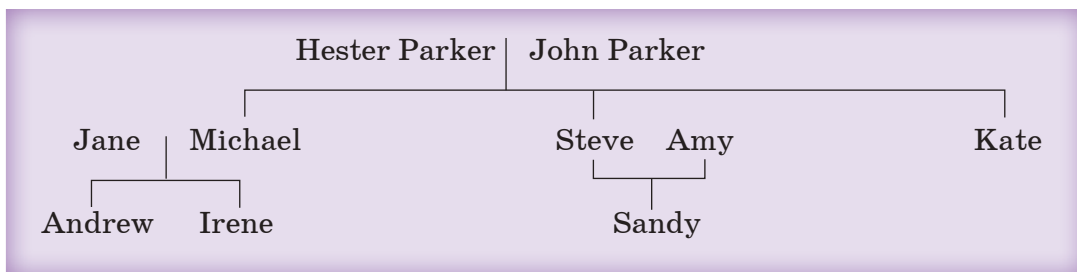 Hester Parker John Parker
Jane Michael Steve Amy Kate
Andrew Irene Sandy